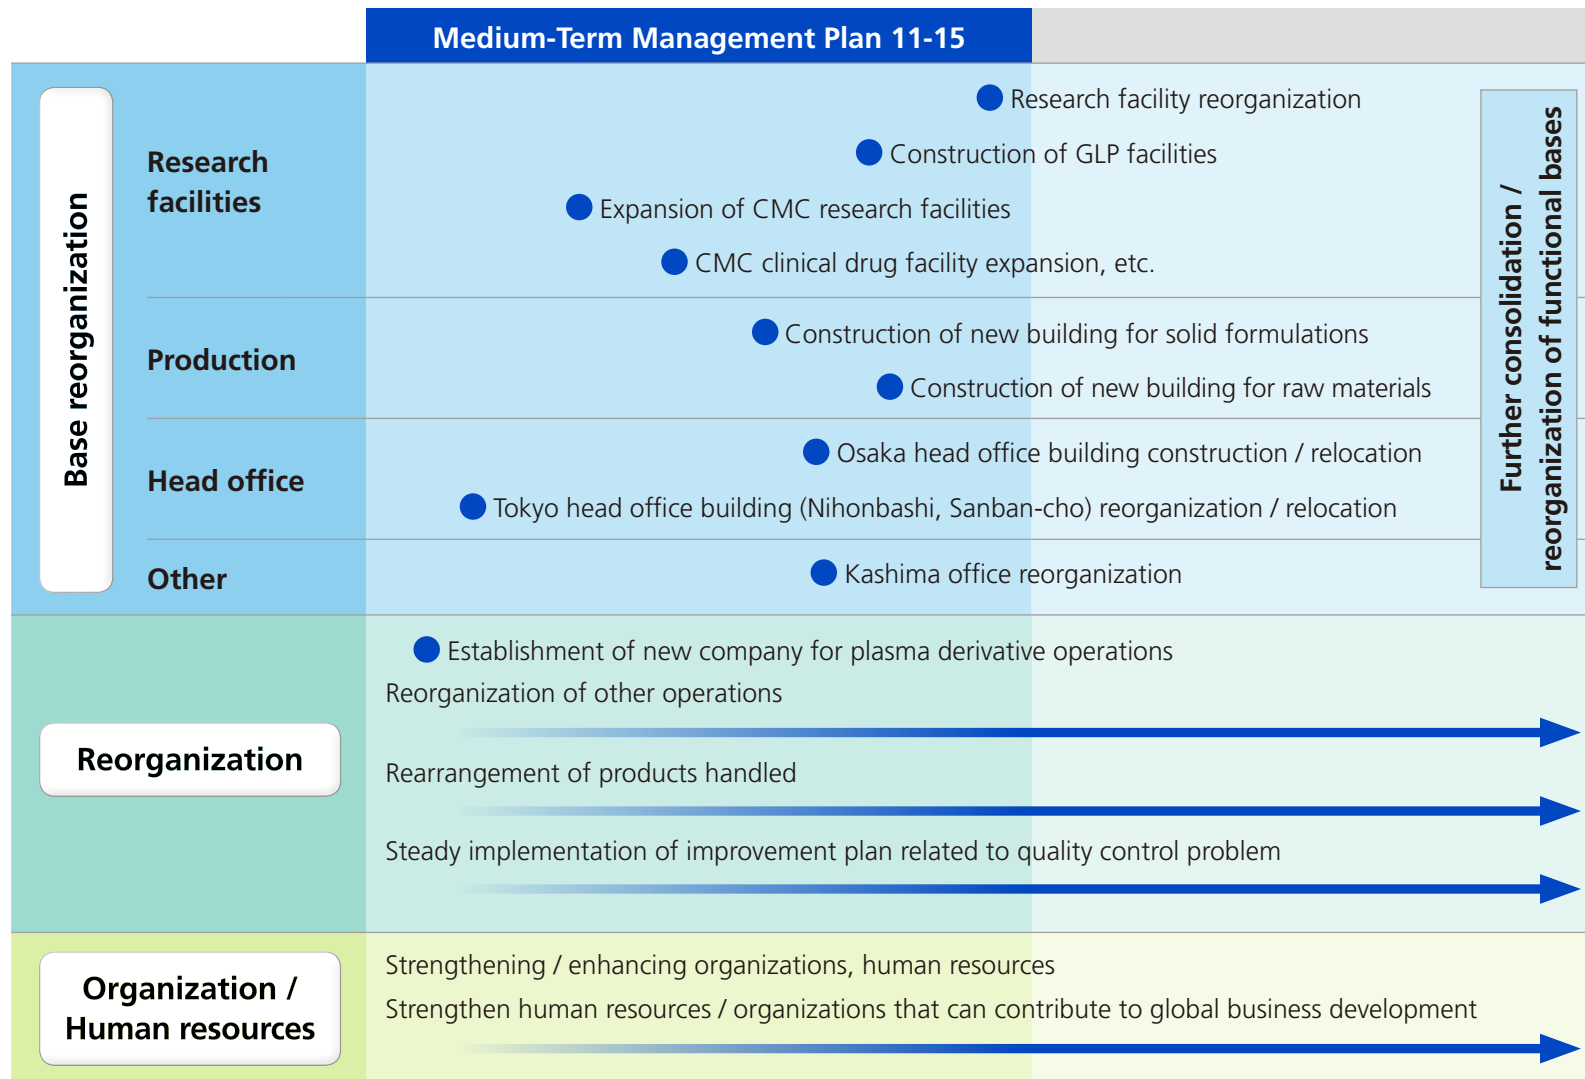 Medium-Term Management Plan 11-15
Base reorganization
Research
facilities
Research facility reorganization
Construction of GLP facilities
Expansion of CMC research facilities
CMC clinical drug facility expansion, etc.
Production
Construction of new building for solid formulations
Construction of new building for raw materials
Head office
Osaka head office building construction / relocation
Tokyo head office building (Nihonbashi, Sanban-cho) reorganization / relocation
Other
Kashima office reorganization
Further consolidation /
reorganization of functional bases
Reorganization
Establishment of new company for plasma derivative operations
Reorganization of other operations
Rearrangement of products handled
Steady implementation of improvement plan related to quality control problem
Organization /
Human resources
Strengthening / enhancing organizations, human resources
Strengthen human resources / organizations that can contribute to global business development